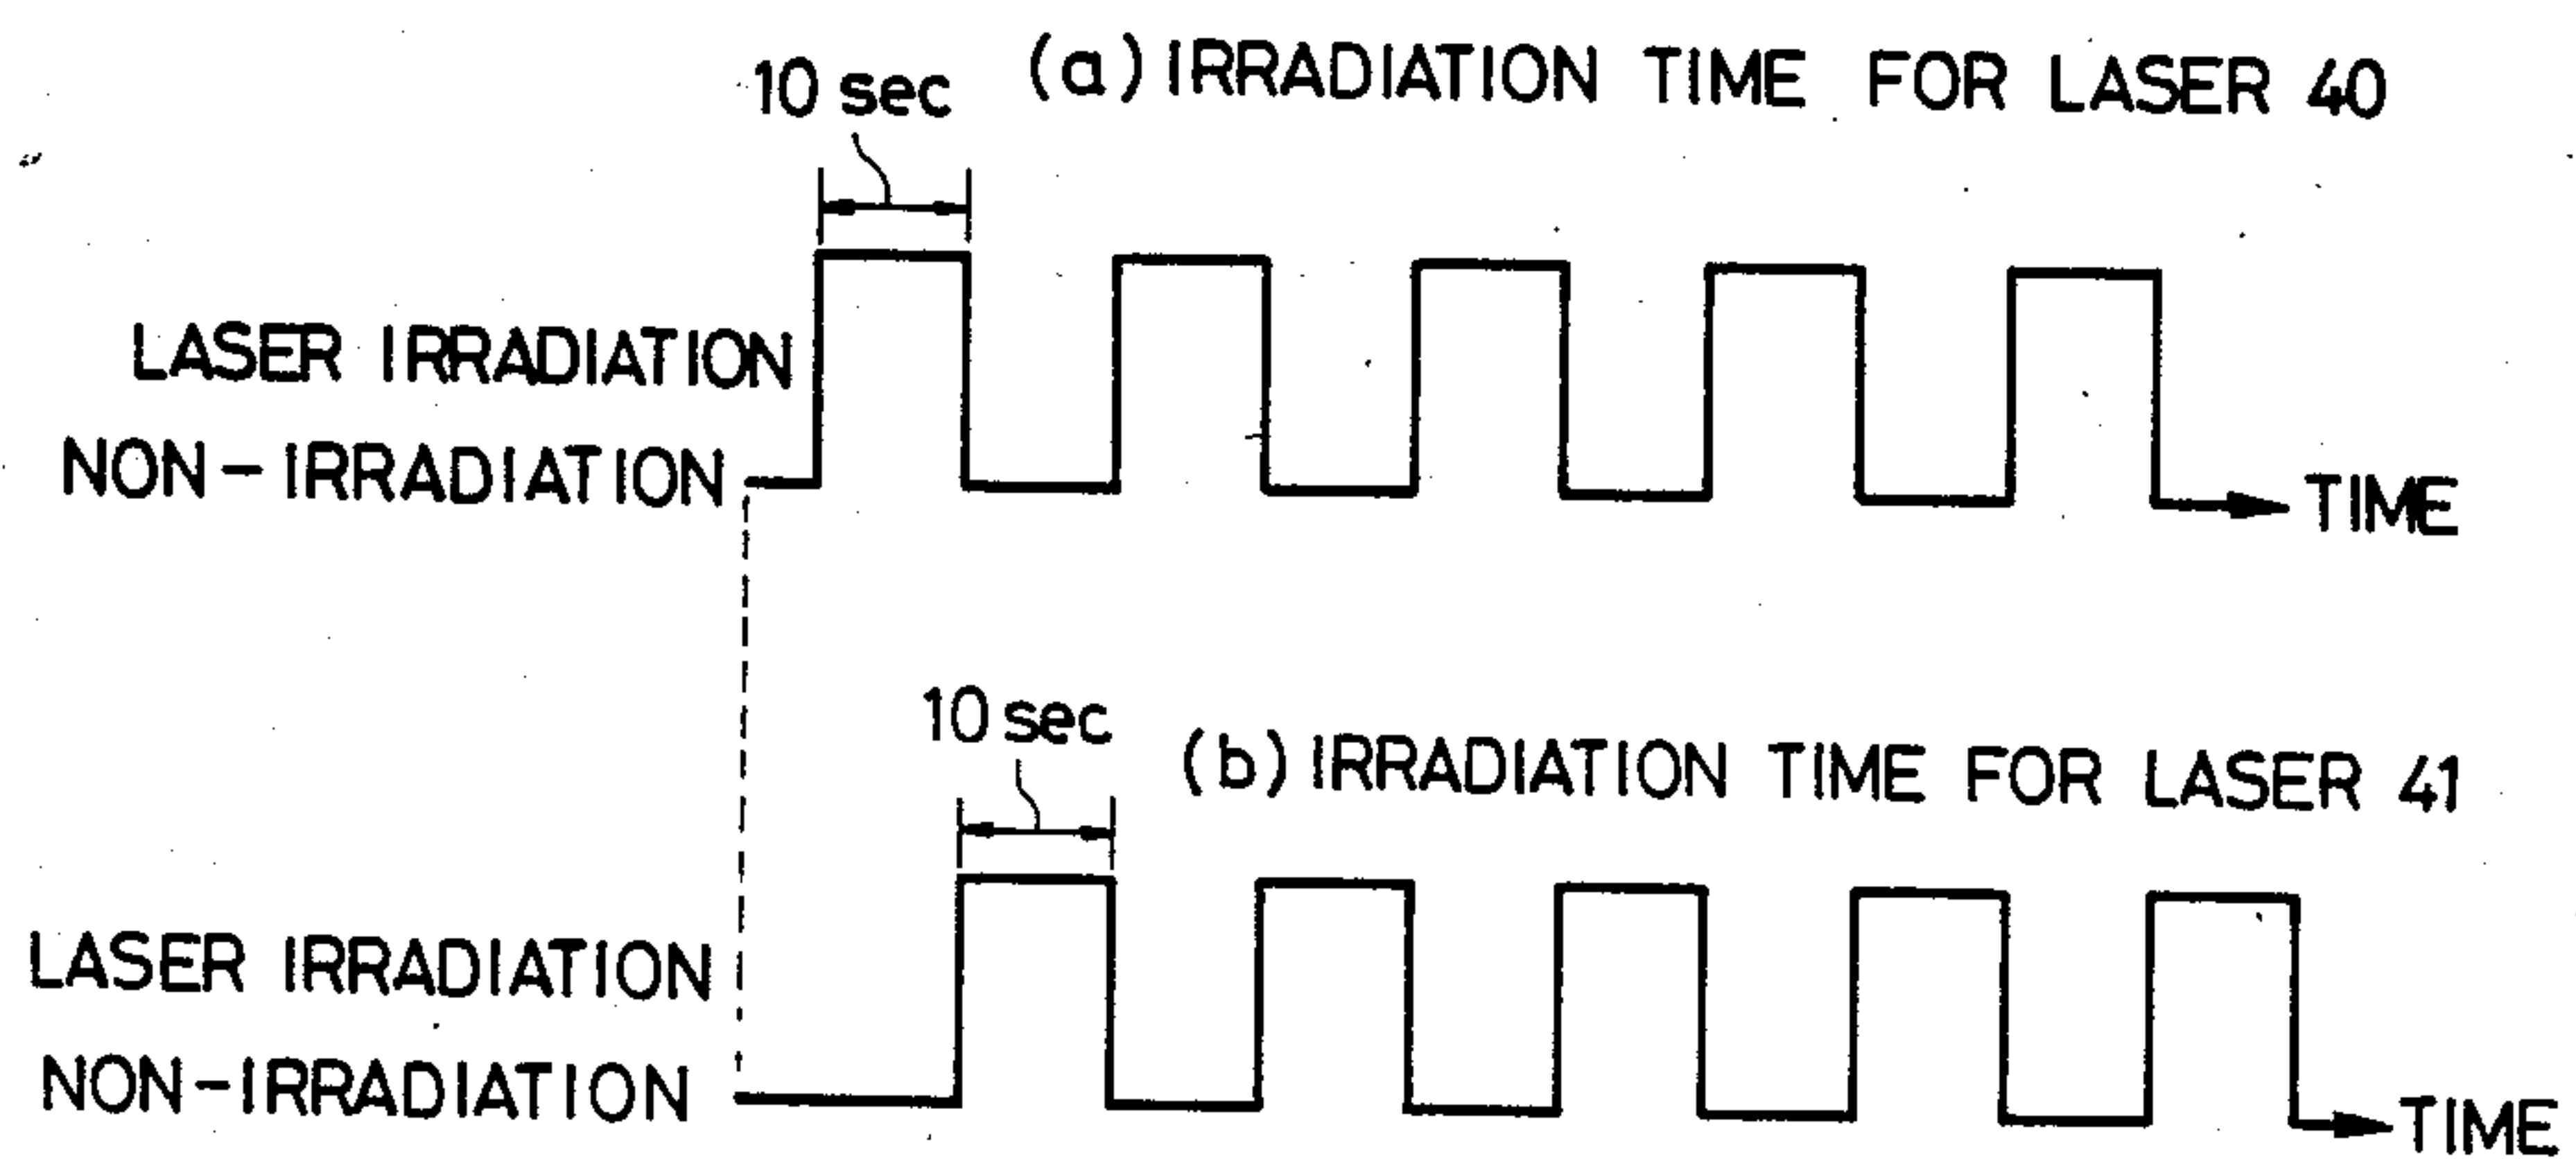 (a) IRRADIATION TIME FOR LASER 40
10 sec
LASER IRRADIATION
NON-IRRADIATION
TIME
(b) IRRADIATION TIME FOR LASER 41
10 sec
LASER IRRADIATION
NON-IRRADIATION
TIME